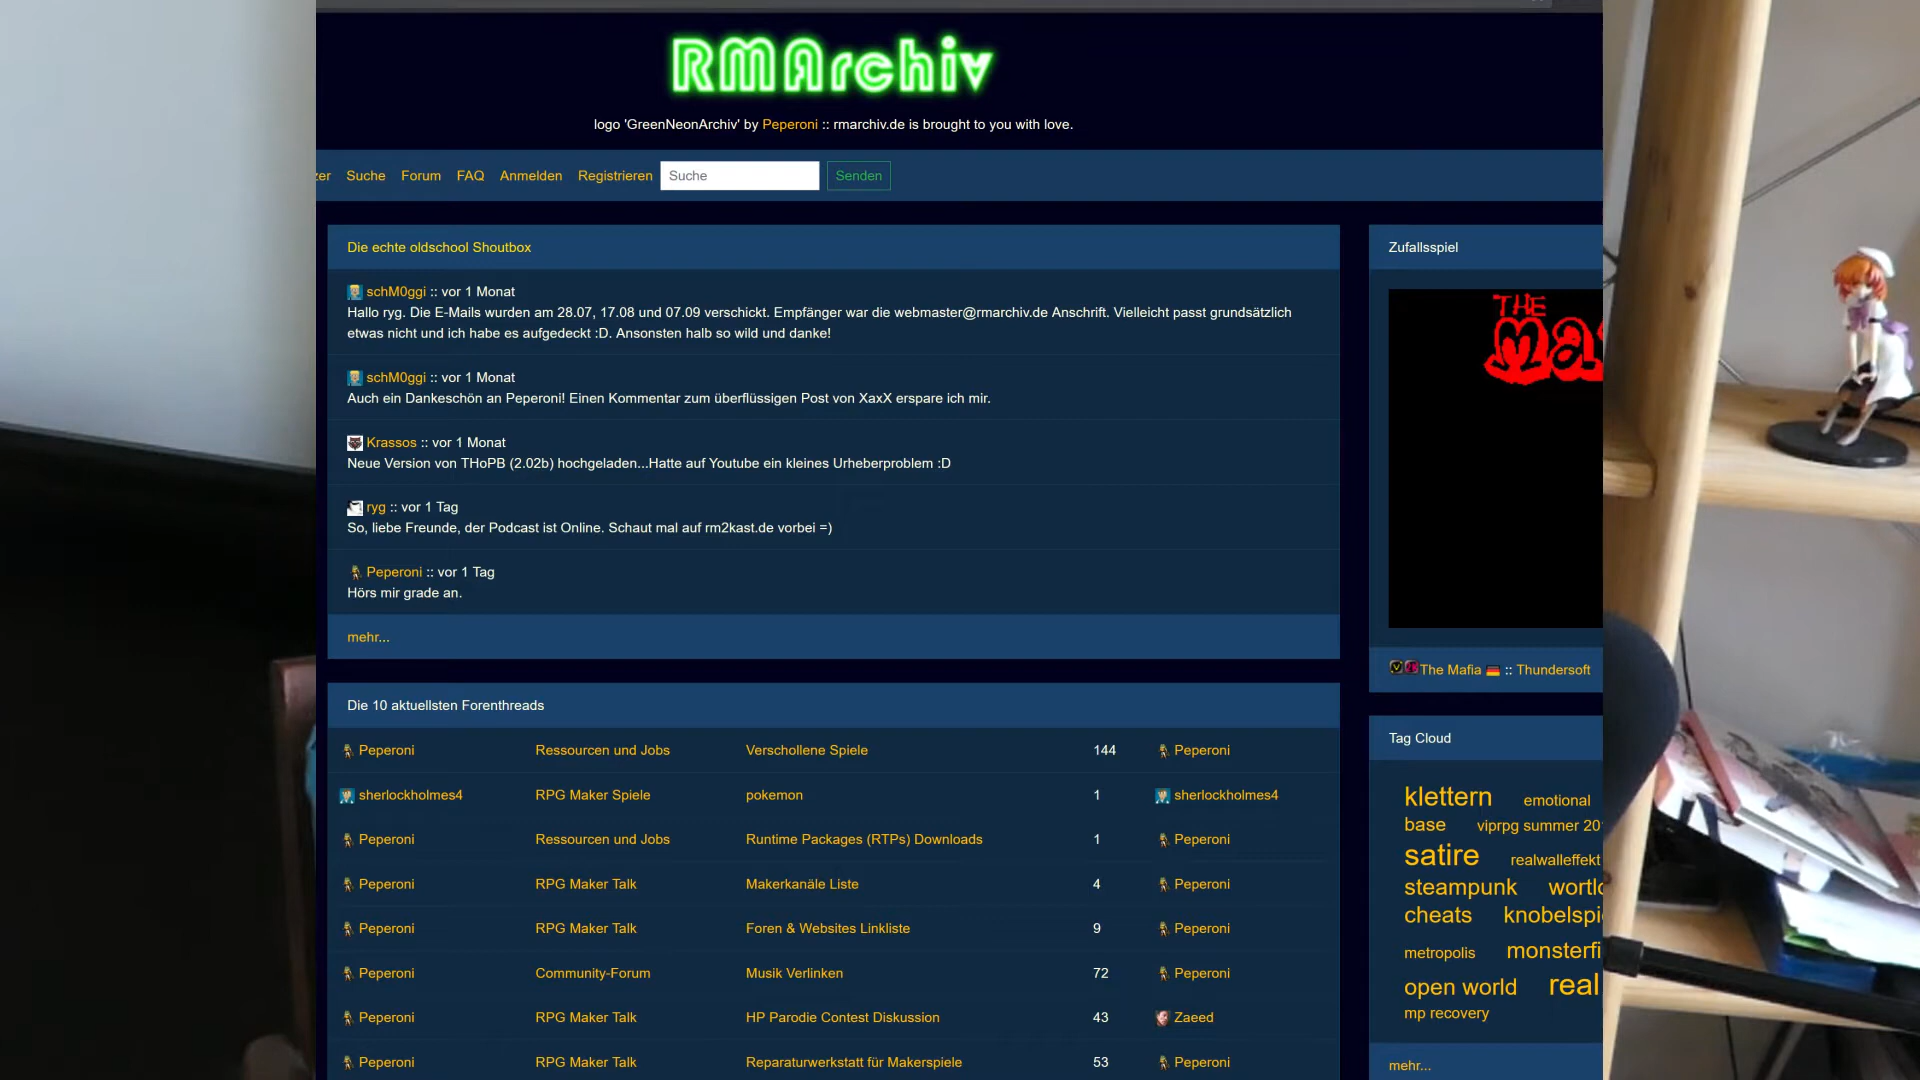 RMArchiv
logo 'GreenNeonArchiv' by Peperoni :: rmarchiv.de is brought to you with love.
zer Suche Forum FAQ Anmelden Registrieren Suche Senden
Die echte oldschool Shoutbox
schM0ggi :: vor 1 Monat
Hallo ryg. Die E-Mails wurden am 28.07, 17.08 und 07.09 verschickt. Empfänger war die webmaster@rmarchiv.de Anschrift. Vielleicht passt grundsätzlich
etwas nicht und ich habe es aufgedeckt :D. Ansonsten halb so wild und danke!
schM0ggi :: vor 1 Monat
Auch ein Dankeschön an Peperoni! Einen Kommentar zum überflüssigen Post von XaxX erspare ich mir.
Krassos :: vor 1 Monat
Neue Version von THoPB (2.02b) hochgeladen...Hatte auf Youtube ein kleines Urheberproblem :D
ryg :: vor 1 Tag
So, liebe Freunde, der Podcast ist Online. Schaut mal auf rm2kast.de vorbei =)
Peperoni :: vor 1 Tag
Hörs mir grade an.
mehr...
Die 10 aktuellsten Forenthreads
Peperoni Ressourcen und Jobs Verschollene Spiele 144 Peperoni
sherlockholmes4 RPG Maker Spiele pokemon 1 sherlockholmes4
Peperoni Ressourcen und Jobs Runtime Packages (RTPs) Downloads 1 Peperoni
Peperoni RPG Maker Talk Makerkanäle Liste 4 Peperoni
Peperoni RPG Maker Talk Foren & Websites Linkliste 9 Peperoni
Peperoni Community-Forum Musik Verlinken 72 Peperoni
Peperoni RPG Maker Talk HP Parodie Contest Diskussion 43 Zaeed
Peperoni RPG Maker Talk Reparaturwerkstatt für Makerspiele 53 Peperoni
Zufallsspiel
THE
Ma
The Mafia :: Thundersoft
Tag Cloud
klettern emotional
base viprpg summer 20
satire realwalleffekt
steampunk wortl
cheats knobelspi
metropolis monsterfi
open world real
mp recovery
mehr...